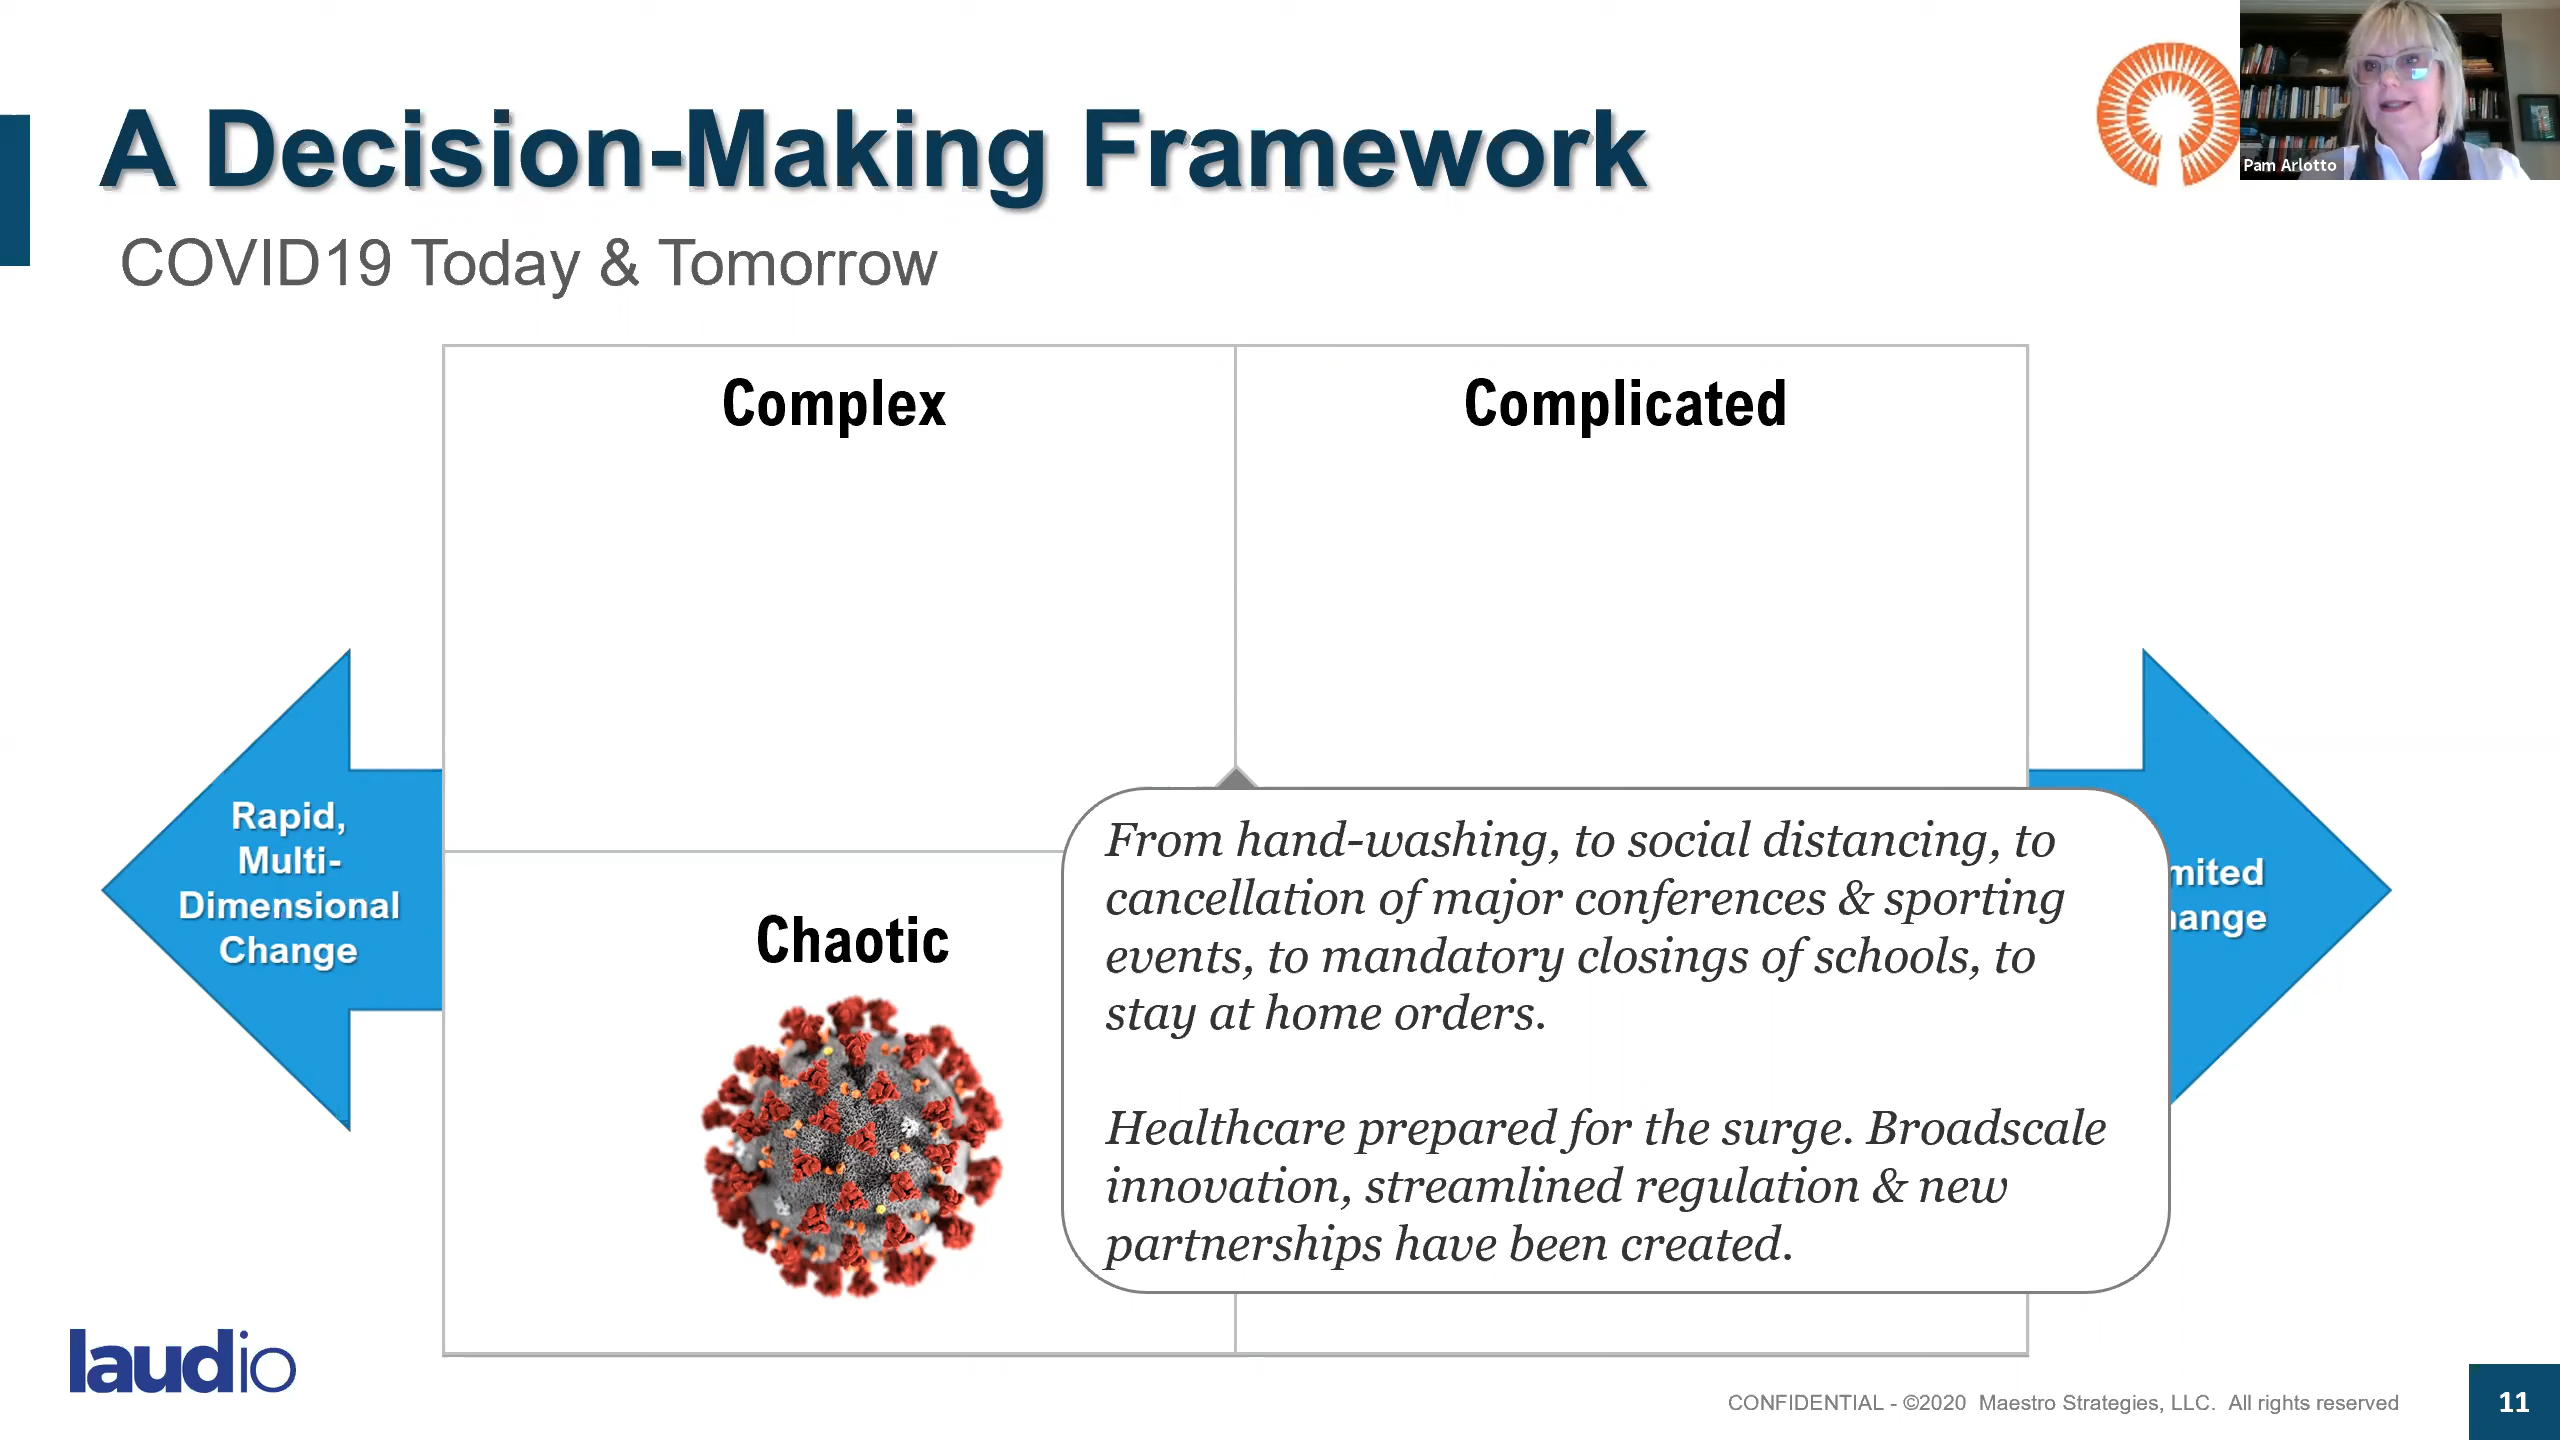 A Decision-Making Framework
COVID19 Today & Tomorrow
Pam Arlotto
Complex
Complicated
Rapid,
Multi-
Dimensional
Change
Chaotic
From hand-washing, to social distancing, to
cancellation of major conferences & sporting
events, to mandatory closings of schools, to
stay at home orders.
Healthcare prepared for the surge. Broadscale
innovation, streamlined regulation & new
partnerships have been created.
mited
ange
laudio
CONFIDENTIAL - ©2020 Maestro Strategies, LLC. All rights reserved
11